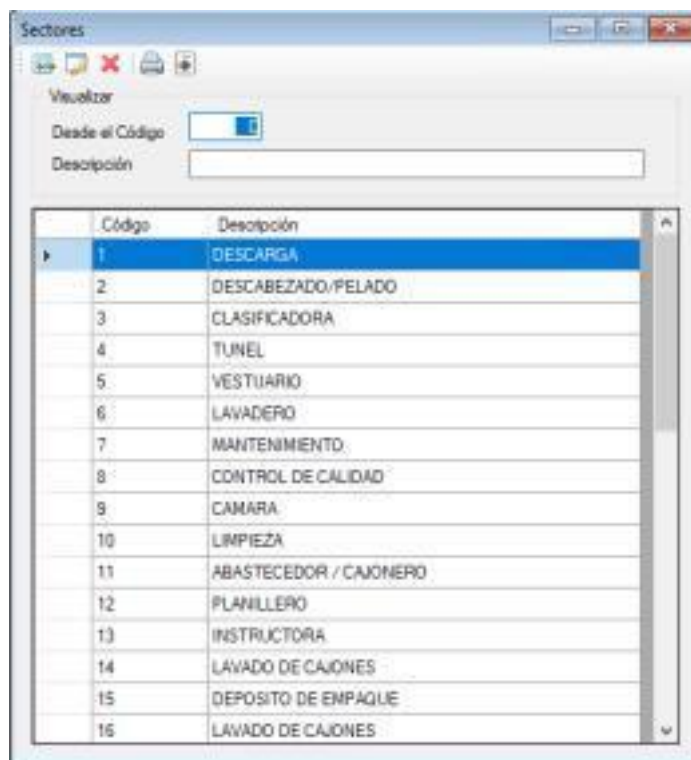 Sectores
Visualizar
Desde el Código 0
Descripción
Código Descripción
1 DESCARGA
2 DESCABEZADO/PELADO
3 CLASIFICADORA
4 TUNEL
5 VESTUARIO
6 LAVADERO
7 MANTENIMIENTO
8 CONTROL DE CALIDAD
9 CAMARA
10 LIMPIEZA
11 ABASTECEDOR / CAJONERO
12 PLANILLERO
13 INSTRUCTORA
14 LAVADO DE CAJONES
15 DEPOSITO DE EMPAQUE
16 LAVADO DE CAJONES